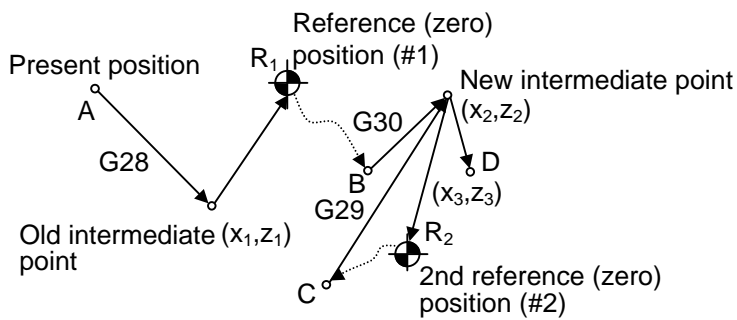 Reference (zero)
position (#1)
R1
Present position
A
New intermediate point
(x2,z2)
G30
G28
B
D
(x3,z3)
G29
Old intermediate (x1,z1)
point
R2
C
2nd reference (zero)
position (#2)